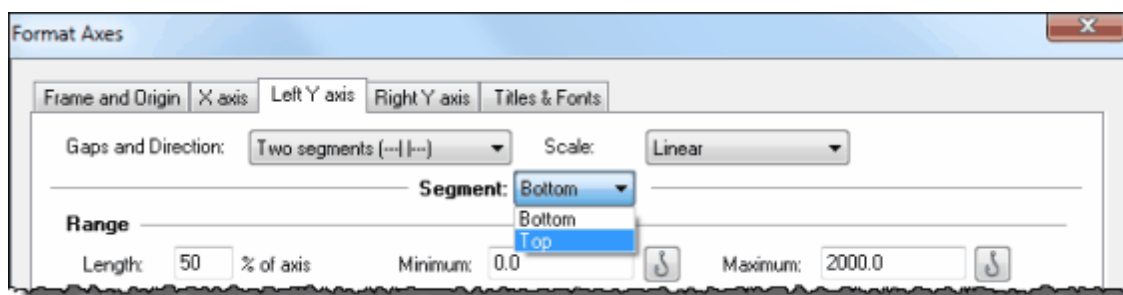 Format Axes
Frame and Origin X axis Left Y axis Right Y axis Titles & Fonts
Gaps and Direction: Two segments (---| |---) Scale: Linear
Segment: Bottom
Bottom
Range
Top
Length: 50 % of axis Minimum: 0.0 Maximum: 2000.0